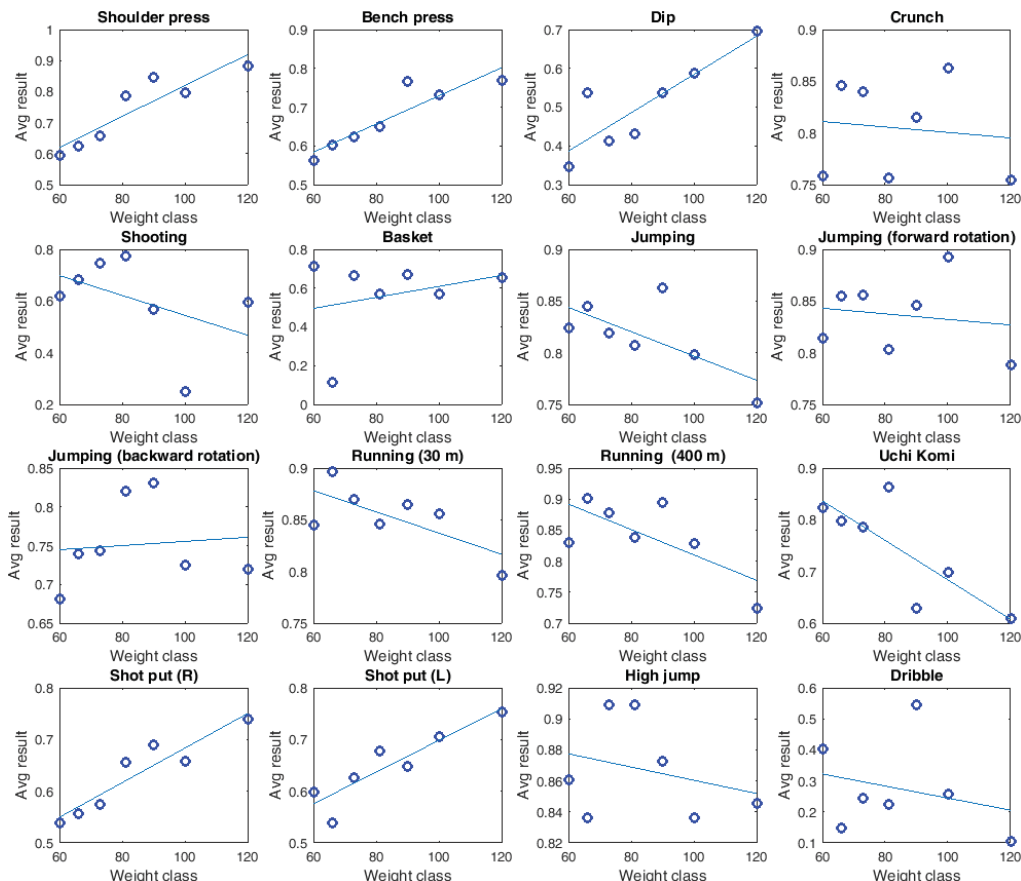 Shoulder press
Avg result
1
0.9
0.8
0.7
0.6
0.5
60 80 100 120
Weight class
Bench press
Avg result
0.9
0.8
0.7
0.6
0.5
60 80 100 120
Weight class
Dip
Avg result
0.7
0.6
0.5
0.4
0.3
60 80 100 120
Weight class
Crunch
Avg result
0.9
0.85
0.8
0.75
60 80 100 120
Weight class
Shooting
Avg result
0.8
0.6
0.4
0.2
60 80 100 120
Weight class
Basket
Avg result
0.8
0.6
0.4
0.2
0
60 80 100 120
Weight class
Jumping
Avg result
0.9
0.85
0.8
0.75
60 80 100 120
Weight class
Jumping (forward rotation)
Avg result
0.9
0.85
0.8
0.75
60 80 100 120
Weight class
Jumping (backward rotation)
Avg result
0.85
0.8
0.75
0.7
0.65
60 80 100 120
Weight class
Running (30 m)
Avg result
0.9
0.85
0.8
0.75
60 80 100 120
Weight class
Running (400 m)
Avg result
0.95
0.9
0.85
0.8
0.75
0.7
60 80 100 120
Weight class
Uchi Komi
Avg result
0.9
0.8
0.7
0.6
60 80 100 120
Weight class
Shot put (R)
Avg result
0.8
0.7
0.6
0.5
60 80 100 120
Weight class
Shot put (L)
Avg result
0.8
0.7
0.6
0.5
60 80 100 120
Weight class
High jump
Avg result
0.92
0.9
0.88
0.86
0.84
0.82
60 80 100 120
Weight class
Dribble
Avg result
0.6
0.5
0.4
0.3
0.2
0.1
60 80 100 120
Weight class